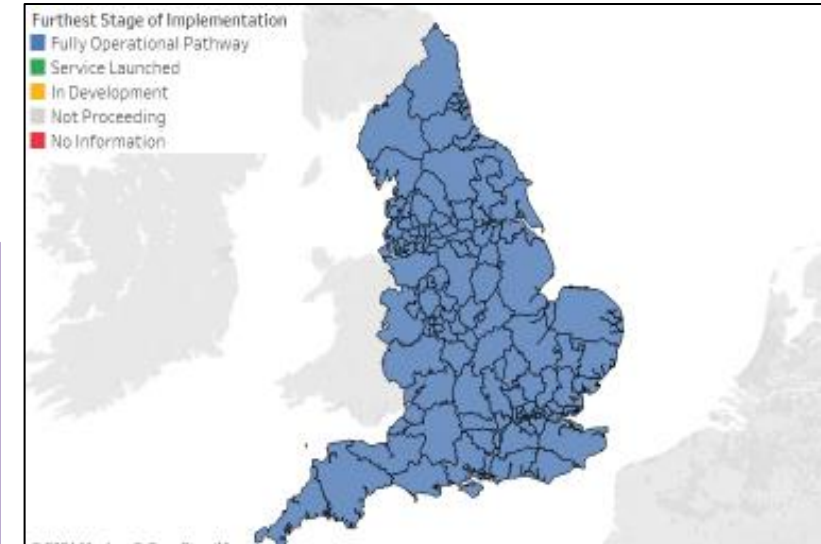 Furthest Stage of Implementation
Fully Operational Pathway
Service Launched
In Development
Not Proceeding
No Information